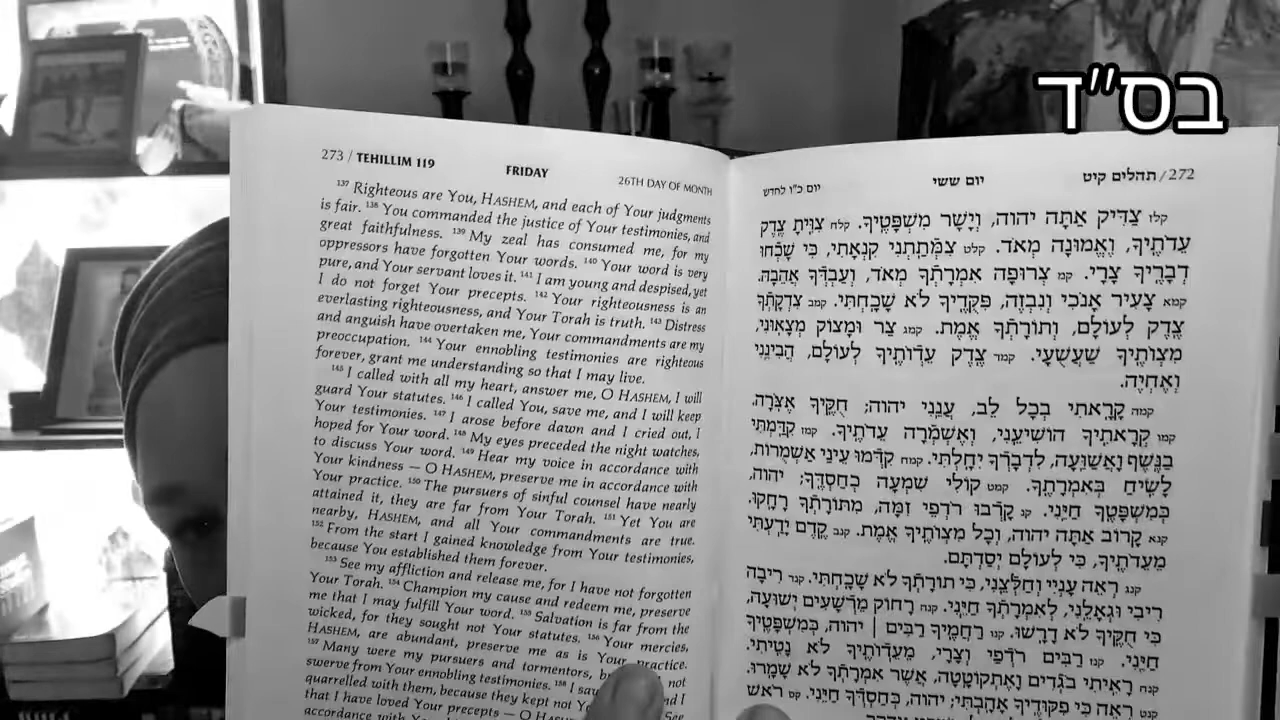 בס״ד
273 / TEHILLIM 119
FRIDAY
26TH DAY OF MONTH
137 Righteous are You, HASHEM, and each of Your judgments
is fair. 138 You commanded the justice of Your testimonies, and
great faithfulness. 139 My zeal has consumed me, for my
oppressors have forgotten Your words. 140 Your word is very
pure, and Your servant loves it. 141 I am young and despised, yet
I do not forget Your precepts. 142 Your righteousness is an
everlasting righteousness, and Your Torah is truth. 143 Distress
and anguish have overtaken me, Your commandments are my
preoccupation. 144 Your ennobling testimonies are righteous
forever, grant me understanding so that I may live.
145 I called with all my heart, answer me, O HASHEM, I will
guard Your statutes. 146 I called You, save me, and I will keep
Your testimonies. 147 I arose before dawn and I cried out, I
hoped for Your word. 148 My eyes preceded the night watches,
to discuss Your word. 149 Hear my voice in accordance with
Your kindness — O HASHEM, preserve me in accordance with
Your practice. 150 The pursuers of sinful counsel have nearly
attained it, they are far from Your Torah. 151 Yet You are
nearby, HASHEM, and all Your commandments are true.
152 From the start I gained knowledge from Your testimonies,
because You established them forever.
153 See my affliction and release me, for I have not forgotten
Your Torah. 154 Champion my cause and redeem me, preserve
me that I may fulfill Your word. 155 Salvation is far from the
wicked, for they sought not Your statutes. 156 Your mercies,
HASHEM, are abundant, preserve me as is Your practice.
157 Many were my pursuers and tormentors, not
swerve from Your ennobling testimonies. 158 I saw and I
quarrelled with them, because they kept not See
that I have loved Your precepts — O
accordance with
272 / תהלים קיט
יום ששי
יום כ״ו לחדש
קלז צַדִּיק אַתָּה יהוה, וְיָשָׁר מִשְׁפָּטֶיךָ. קלח צִוִּיתָ צֶדֶק
עֵדֹתֶיךָ, וֶאֱמוּנָה מְאֹד. קלט צִמְּתַתְנִי קִנְאָתִי, כִּי שָׁכְחוּ
דְבָרֶיךָ צָרָי. קמ צְרוּפָה אִמְרָתְךָ מְאֹד, וְעַבְדְּךָ אֲהֵבָהּ.
קמא צָעִיר אָנֹכִי וְנִבְזֶה, פִּקֻּדֶיךָ לֹא שָׁכָחְתִּי. קמב צִדְקָתְךָ
צֶדֶק לְעוֹלָם, וְתוֹרָתְךָ אֱמֶת. קמג צַר וּמָצוֹק מְצָאוּנִי,
מִצְוֹתֶיךָ שַׁעֲשֻׁעָי. קמד צֶדֶק עֵדְוֹתֶיךָ לְעוֹלָם, הֲבִינֵנִי
וְאֶחְיֶה.
קמה קָרָאתִי בְכָל לֵב, עֲנֵנִי יהוה; חֻקֶּיךָ אֶצֹּרָה.
קמו קְרָאתִיךָ הוֹשִׁיעֵנִי, וְאֶשְׁמְרָה עֵדֹתֶיךָ. קמז קִדַּמְתִּי
בַנֶּשֶׁף וָאֲשַׁוֵּעָה, לִדְבָרְךָ יִחָלְתִּי. קמח קִדְּמוּ עֵינַי אַשְׁמֻרוֹת,
לָשִׂיחַ בְּאִמְרָתֶךָ. קמט קוֹלִי שִׁמְעָה כְחַסְדֶּךָ; יהוה,
כְּמִשְׁפָּטֶךָ חַיֵּנִי. קנ קָרְבוּ רֹדְפֵי זִמָּה, מִתּוֹרָתְךָ רָחָקוּ.
קנא קָרוֹב אַתָּה יהוה, וְכָל מִצְוֹתֶיךָ אֱמֶת. קנב קֶדֶם יָדַעְתִּי
מֵעֵדֹתֶיךָ, כִּי לְעוֹלָם יְסַדְתָּם.
קנג רְאֵה עָנְיִי וְחַלְּצֵנִי, כִּי תוֹרָתְךָ לֹא שָׁכָחְתִּי. קנד רִיבָה
רִיבִי וּגְאָלֵנִי, לְאִמְרָתְךָ חַיֵּנִי. קנה רָחוֹק מֵרְשָׁעִים יְשׁוּעָה,
כִּי חֻקֶּיךָ לֹא דָרָשׁוּ. קנו רַחֲמֶיךָ רַבִּים | יהוה, כְּמִשְׁפָּטֶיךָ
חַיֵּנִי. קנז רַבִּים רֹדְפַי וְצָרָי, מֵעֵדְוֹתֶיךָ לֹא נָטִיתִי.
קנח רָאִיתִי בֹגְדִים וָאֶתְקוֹטָטָה, אֲשֶׁר אִמְרָתְךָ לֹא שָׁמָרוּ.
קנט רְאֵה כִּי פִקּוּדֶיךָ אָהָבְתִּי; יהוה, כְּחַסְדְּךָ חַיֵּנִי. קס רֹאשׁ